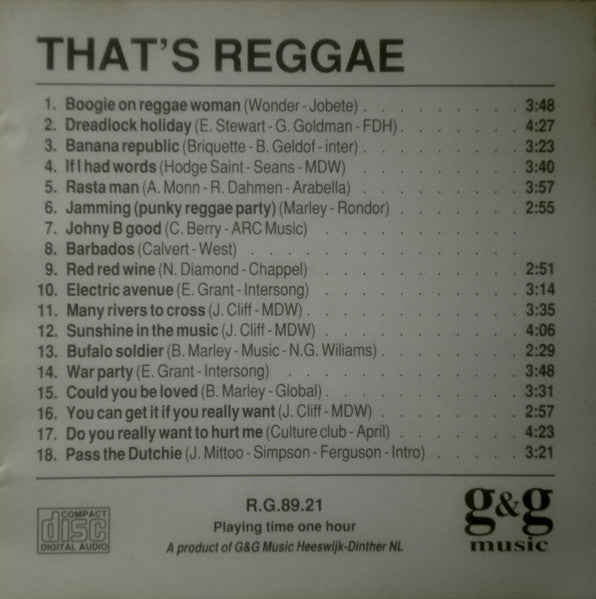 THAT'S REGGAE
1. Boogie on reggae woman (Wonder - Jobete) . . . . . . . . . 3:48
2. Dreadlock holiday (E. Stewart - G. Goldman - FDH) . . . . . . . 4:27
3. Banana republic (Briquette - B. Geldof - inter) . . . . . . . . . 3:23
4. If I had words (Hodge Saint - Seans - MDW) . . . . . . . . . 3:40
5. Rasta man (A. Monn - R. Dahmen - Arabella) . . . . . . . . . 3:57
6. Jamming (punky reggae party) (Marley - Rondor) . . . . . . . 2:55
7. Johny B good (C. Berry - ARC Music) . . . . . . . . . .
8. Barbados (Calvert - West) . . . . . . . . . . . . .
9. Red red wine (N. Diamond - Chappel) . . . . . . . . . . 2:51
10. Electric avenue (E. Grant - Intersong) . . . . . . . . . . 3:14
11. Many rivers to cross (J. Cliff - MDW) . . . . . . . . . . 3:35
12. Sunshine in the music (J. Cliff - MDW) . . . . . . . . . . 4:06
13. Bufalo soldier (B. Marley - Music - N.G. Wiliams) . . . . . . . . 2:29
14. War party (E. Grant - Intersong) . . . . . . . . . . . . 3:48
15. Could you be loved (B. Marley - Global) . . . . . . . . . . 3:31
16. You can get it if you really want (J. Cliff - MDW) . . . . . . . . 2:57
17. Do you really want to hurt me (Culture club - April) . . . . . . . 4:23
18. Pass the Dutchie (J. Mittoo - Simpson - Ferguson - Intro) . . . . . 3:21
COMPACT
disc
DIGITAL AUDIO
R.G.89.21
Playing time one hour
A product of G&G Music Heeswijk-Dinther NL
g&g
music